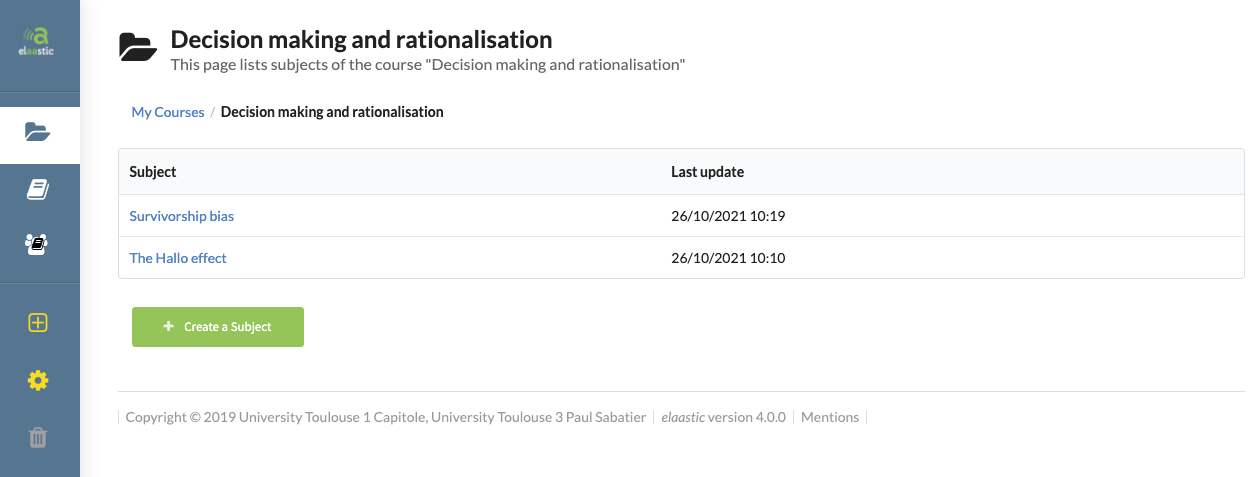 elaastic
Decision making and rationalisation
This page lists subjects of the course "Decision making and rationalisation"
My Courses / Decision making and rationalisation
Subject Last update
Survivorship bias 26/10/2021 10:19
The Hallo effect 26/10/2021 10:10
+ Create a Subject
Copyright © 2019 University Toulouse 1 Capitole, University Toulouse 3 Paul Sabatier | elaastic version 4.0.0 | Mentions